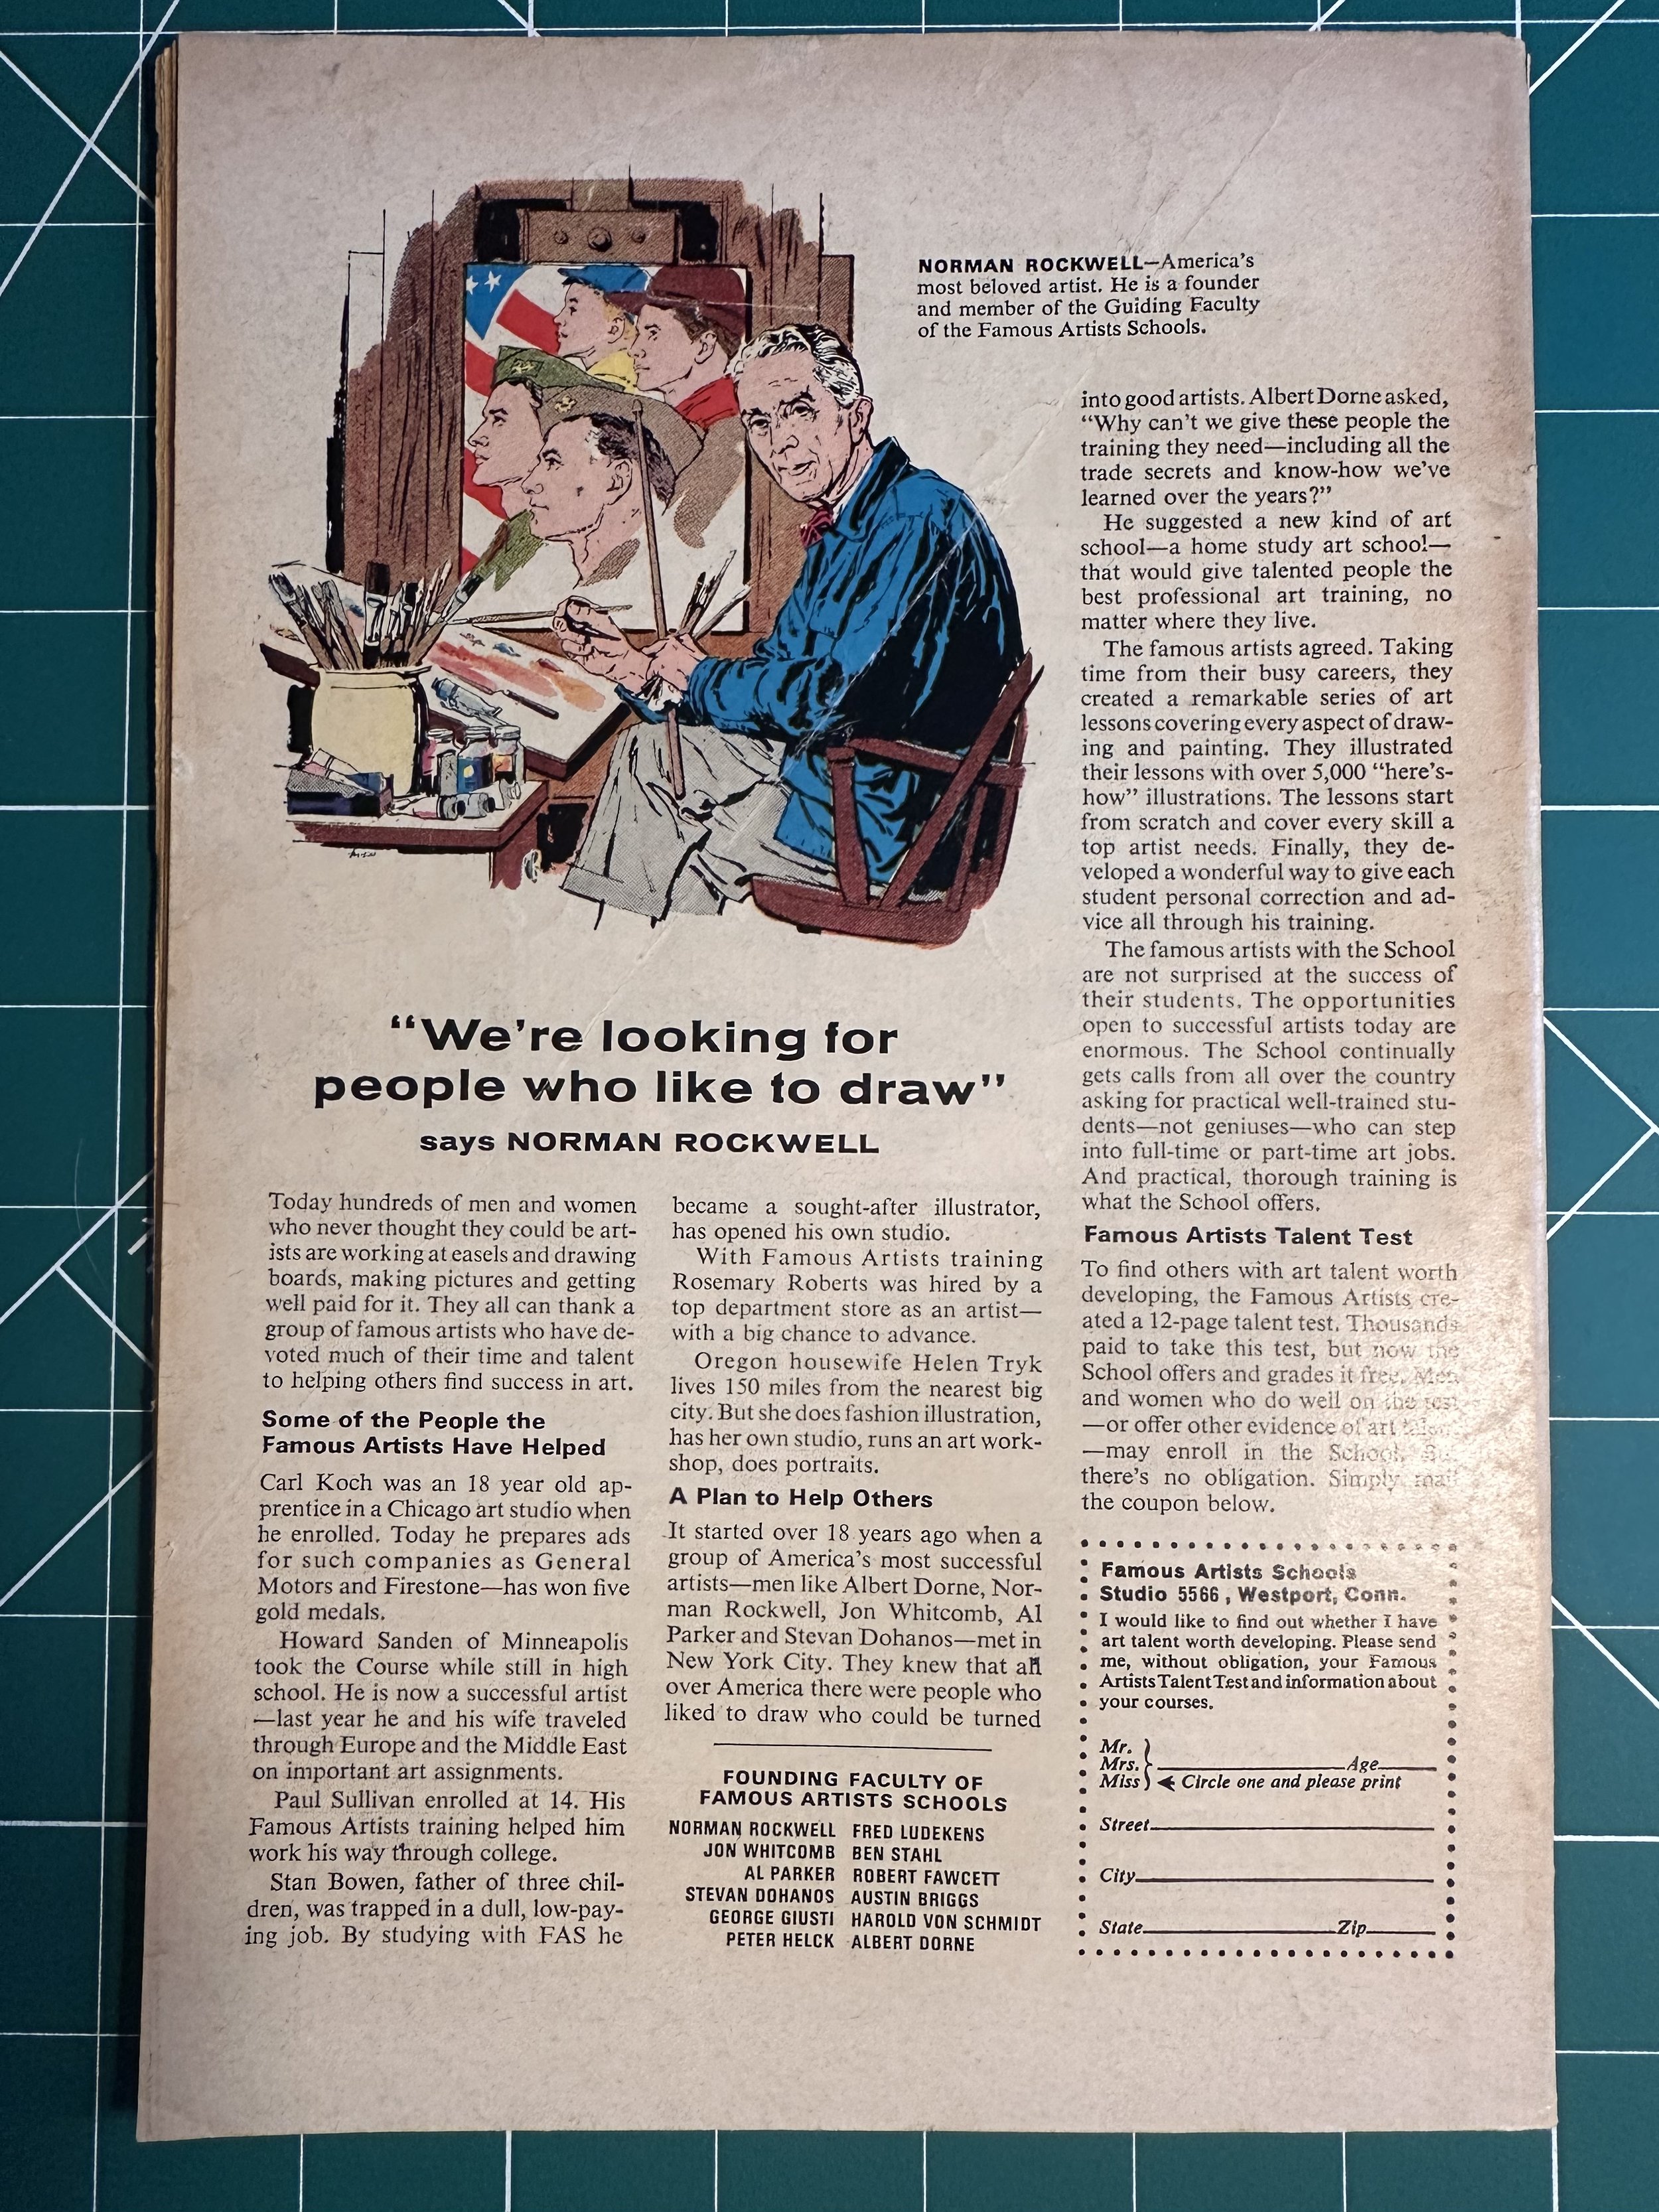 NORMAN ROCKWELL—America's
most beloved artist. He is a founder
and member of the Guiding Faculty
of the Famous Artists Schools.
“We're looking for
people who like to draw”
says NORMAN ROCKWELL
Today hundreds of men and women
who never thought they could be art-
ists are working at easels and drawing
boards, making pictures and getting
well paid for it. They all can thank a
group of famous artists who have de-
voted much of their time and talent
to helping others find success in art.
Some of the People the
Famous Artists Have Helped
Carl Koch was an 18 year old ap-
prentice in a Chicago art studio when
he enrolled. Today he prepares ads
for such companies as General
Motors and Firestone—has won five
gold medals.
Howard Sanden of Minneapolis
took the Course while still in high
school. He is now a successful artist
—last year he and his wife traveled
through Europe and the Middle East
on important art assignments.
Paul Sullivan enrolled at 14. His
Famous Artists training helped him
work his way through college.
Stan Bowen, father of three chil-
dren, was trapped in a dull, low-pay-
ing job. By studying with FAS he
became a sought-after illustrator,
has opened his own studio.
With Famous Artists training
Rosemary Roberts was hired by a
top department store as an artist—
with a big chance to advance.
Oregon housewife Helen Tryk
lives 150 miles from the nearest big
city. But she does fashion illustration,
has her own studio, runs an art work-
shop, does portraits.
A Plan to Help Others
It started over 18 years ago when a
group of America's most successful
artists—men like Albert Dorne, Nor-
man Rockwell, Jon Whitcomb, Al
Parker and Stevan Dohanos—met in
New York City. They knew that all
over America there were people who
liked to draw who could be turned
FOUNDING FACULTY OF
FAMOUS ARTISTS SCHOOLS
NORMAN ROCKWELL FRED LUDEKENS
JON WHITCOMB BEN STAHL
AL PARKER ROBERT FAWCETT
STEVAN DOHANOS AUSTIN BRIGGS
GEORGE GIUSTI HAROLD VON SCHMIDT
PETER HELCK ALBERT DORNE
into good artists. Albert Dorne asked,
“Why can't we give these people the
training they need—including all the
trade secrets and know-how we've
learned over the years?”
He suggested a new kind of art
school—a home study art school—
that would give talented people the
best professional art training, no
matter where they live.
The famous artists agreed. Taking
time from their busy careers, they
created a remarkable series of art
lessons covering every aspect of draw-
ing and painting. They illustrated
their lessons with over 5,000 “here's-
how” illustrations. The lessons start
from scratch and cover every skill a
top artist needs. Finally, they de-
veloped a wonderful way to give each
student personal correction and ad-
vice all through his training.
The famous artists with the School
are not surprised at the success of
their students. The opportunities
open to successful artists today are
enormous. The School continually
gets calls from all over the country
asking for practical well-trained stu-
dents—not geniuses—who can step
into full-time or part-time art jobs.
And practical, thorough training is
what the School offers.
Famous Artists Talent Test
To find others with art talent worth
developing, the Famous Artists cre-
ated a 12-page talent test. Thousands
paid to take this test, but now the
School offers and grades it free. Men
and women who do well on the test
—or offer other evidence of art talent
—may enroll in the School. But
there's no obligation. Simply mail
the coupon below.
Famous Artists Schools
Studio 5566, Westport, Conn.
I would like to find out whether I have
art talent worth developing. Please send
me, without obligation, your Famous
Artists Talent Test and information about
your courses.
Mr.
Mrs. Age
Miss Circle one and please print
Street
City
State Zip